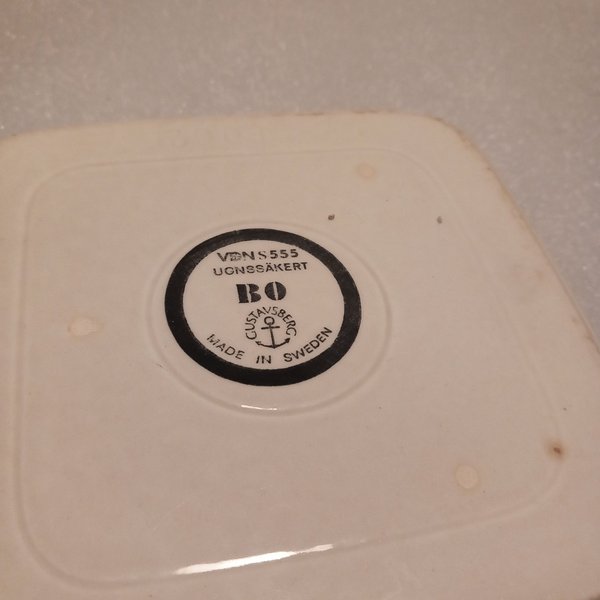 VDN S555
UGNSSÄKERT
BO
GUSTAVSBERG
MADE IN SWEDEN